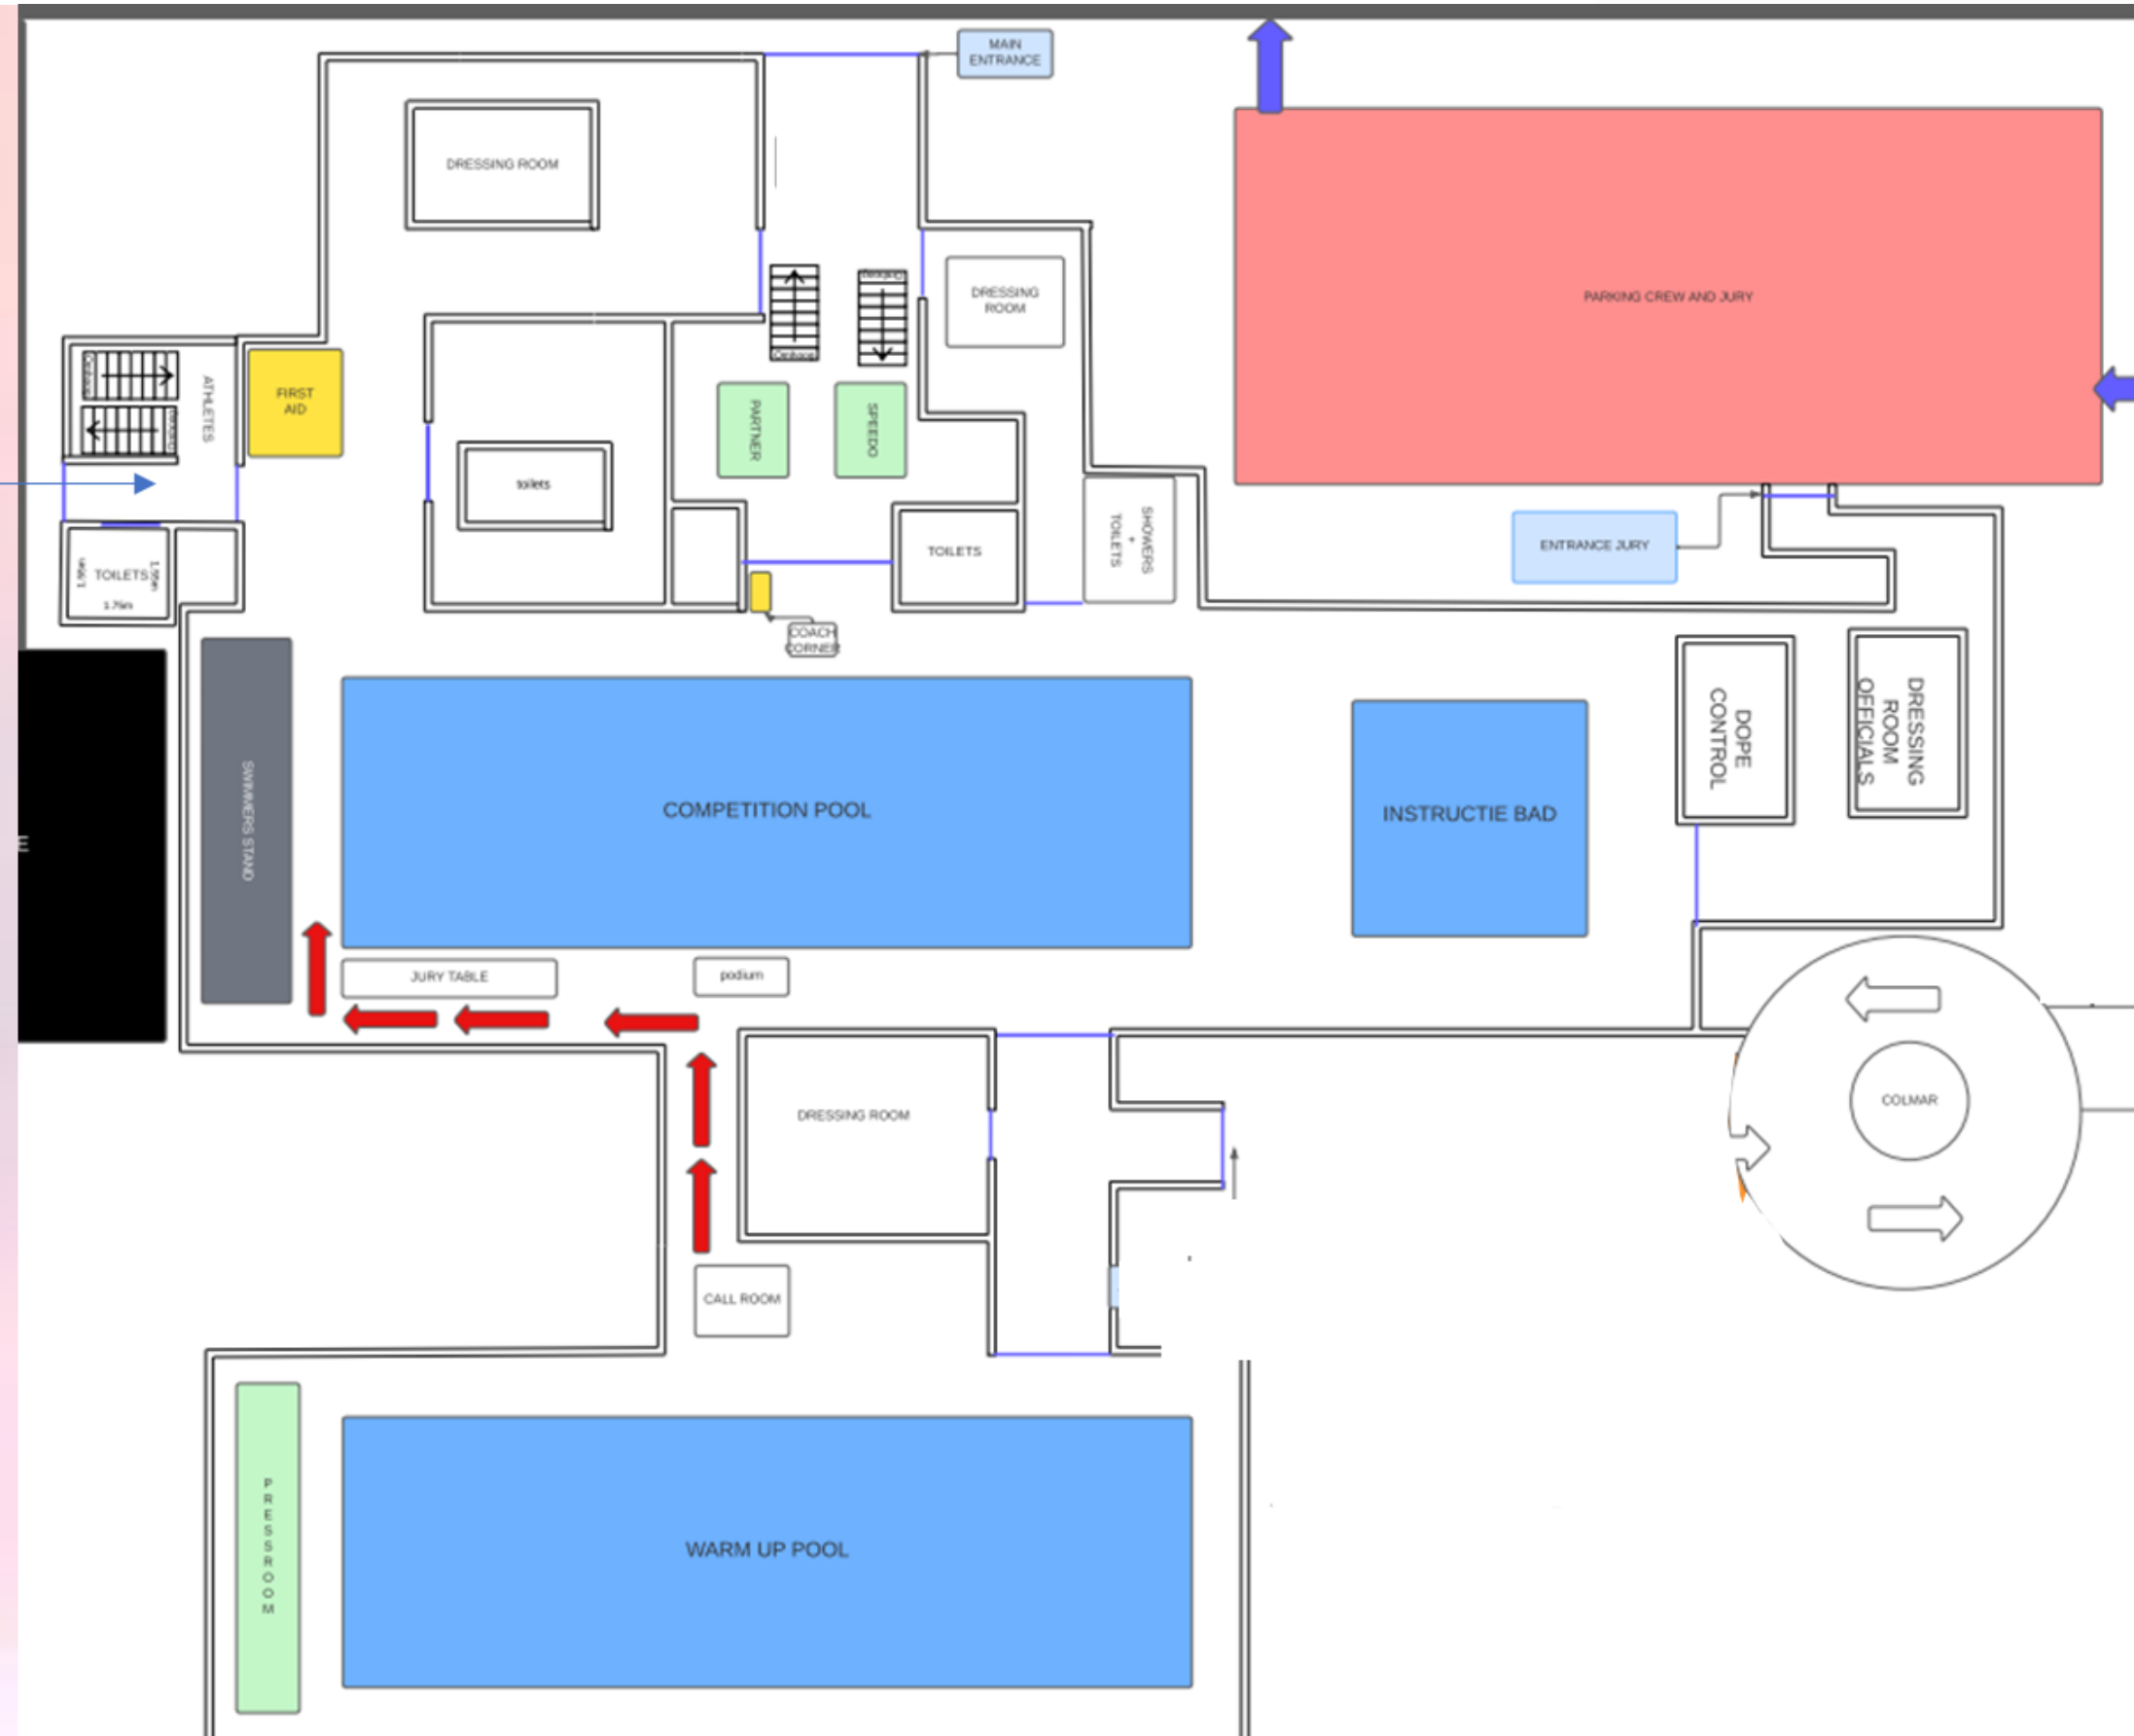 MAIN
ENTRANCE
DRESSING ROOM
DRESSING
ROOM
PARKING CREW AND JURY
ATHLETES
FIRST
AID
PARTNER
SPEEDO
toilets
TOILETS
SHOWERS
+
TOILETS
ENTRANCE JURY
TOILETS
1.76m
COACH
CORNER
SWIMMERS STAND
COMPETITION POOL
INSTRUCTIE BAD
DOPE
CONTROL
DRESSING
ROOM
OFFICIALS
E
JURY TABLE
podium
DRESSING ROOM
COLMAR
CALL ROOM
PRESSROOM
WARM UP POOL